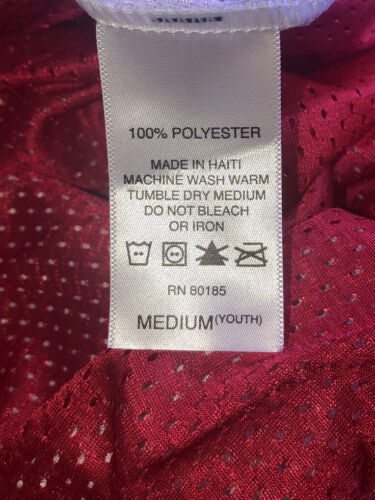 100% POLYESTER
MADE IN HAITI
MACHINE WASH WARM
TUMBLE DRY MEDIUM
DO NOT BLEACH
OR IRON
RN 80185
MEDIUM (YOUTH)